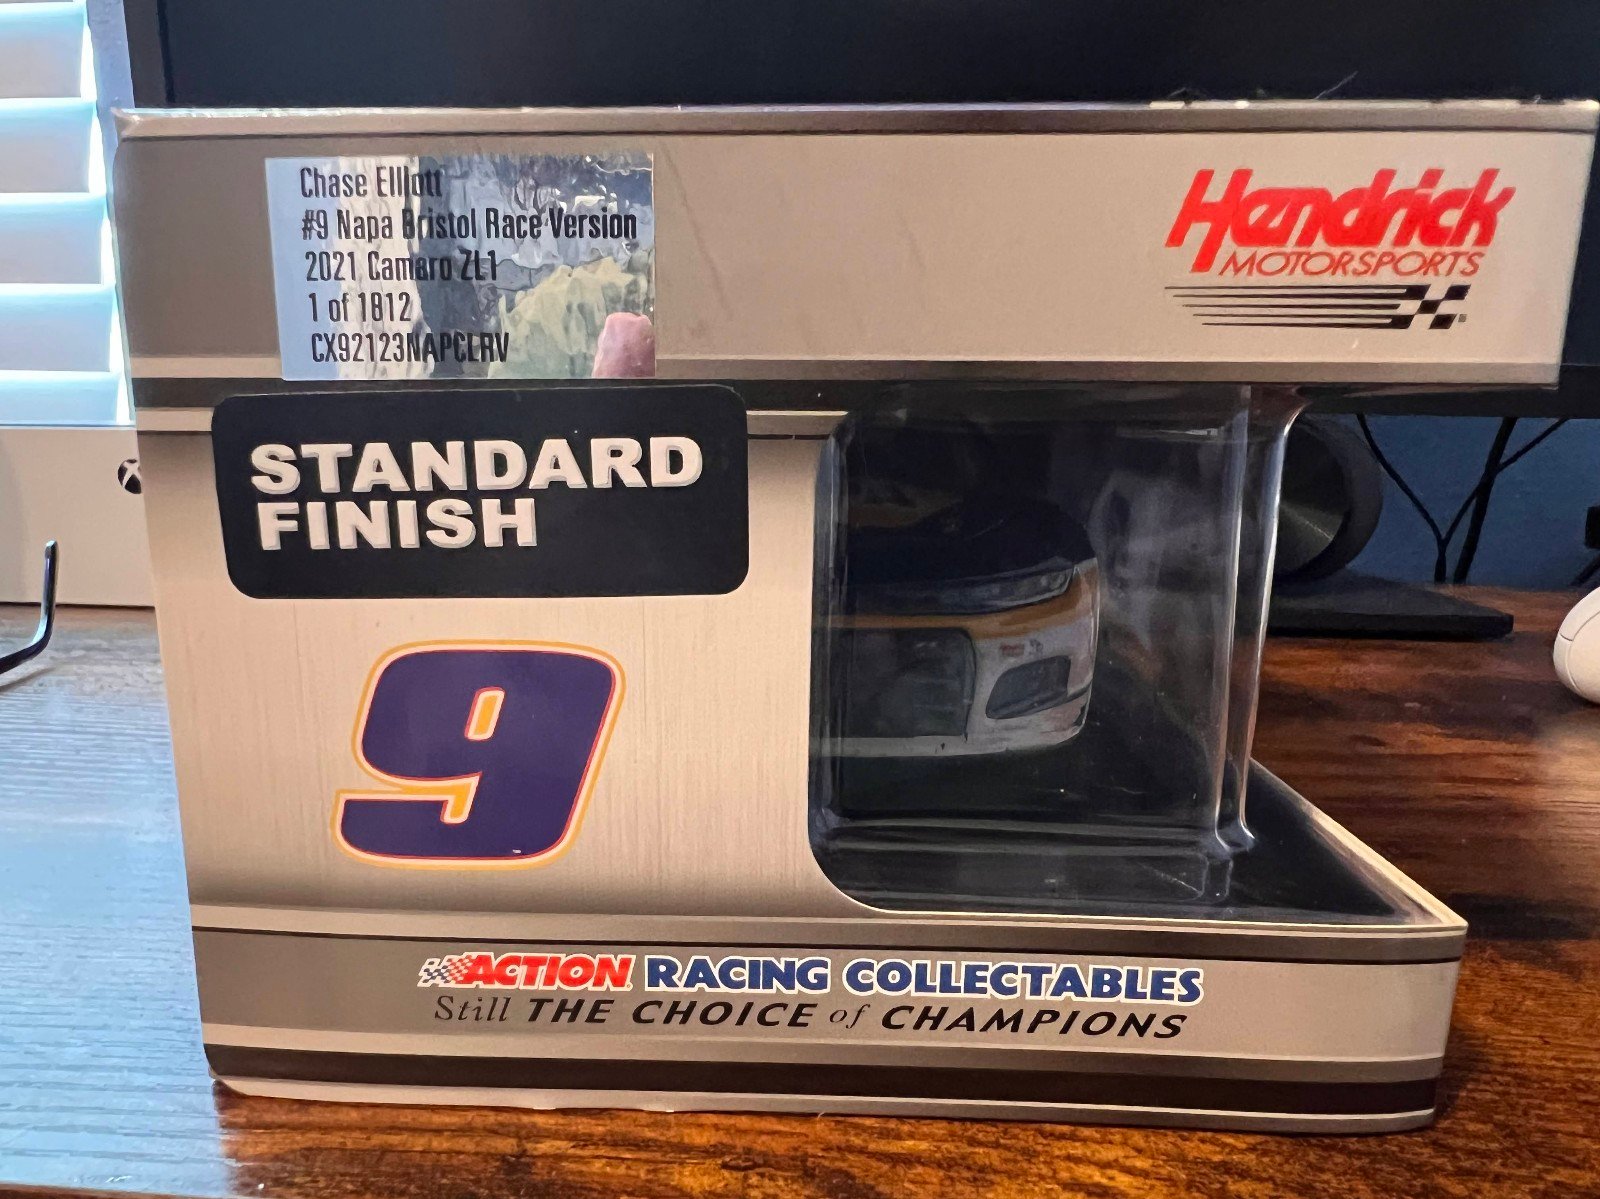 Chase Elliott
#9 Napa Bristol Race Version
2021 Camaro ZL1
1 of 1812
CX92123NAPCLRV
Hendrick
MOTORSPORTS
STANDARD
FINISH
9
ACTION RACING COLLECTABLES
Still THE CHOICE of CHAMPIONS